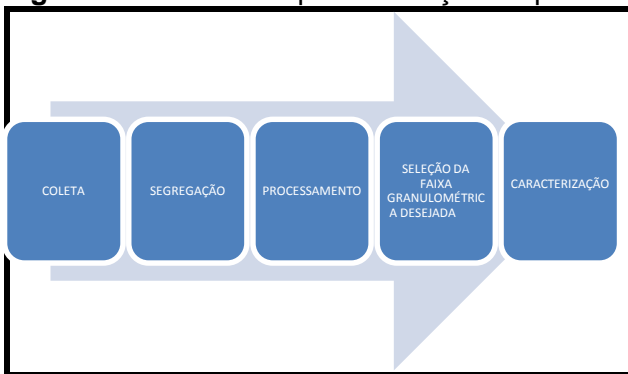 COLETA
SEGREGAÇÃO
PROCESSAMENTO
SELEÇÃO DA
FAIXA
GRANULOMÉTRIC
A DESEJADA
CARACTERIZAÇÃO